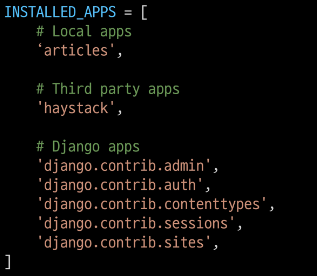 INSTALLED_APPS = [
# Local apps
‘articles',
# Third party apps
'haystack',
# Django apps
'django.contrib.admin',
'django.contrib.auth',
'django.contrib.contenttypes',
'django.contrib.sessions',
'django.contrib.sites',
]